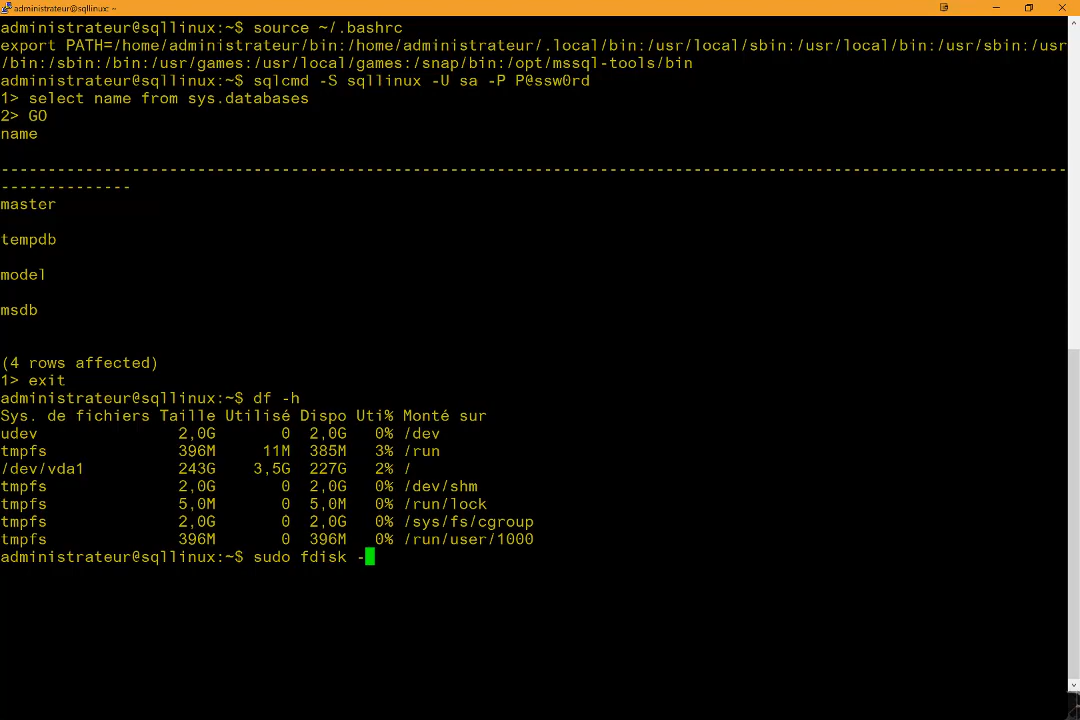 administrateur@sqllinux: ~
administrateur@sqllinux:~$ source ~/.bashrc
export PATH=/home/administrateur/bin:/home/administrateur/.local/bin:/usr/local/sbin:/usr/local/bin:/usr/sbin:/usr
/bin:/sbin:/bin:/usr/games:/usr/local/games:/snap/bin:/opt/mssql-tools/bin
administrateur@sqllinux:~$ sqlcmd -S sqllinux -U sa -P P@ssw0rd
1> select name from sys.databases
2> GO
name
------------------------------------------------------------------------------------------------------------------
--------------
master
tempdb
model
msdb
(4 rows affected)
1> exit
administrateur@sqllinux:~$ df -h
Sys. de fichiers Taille Utilisé Dispo Uti% Monté sur
udev 2,0G 0 2,0G 0% /dev
tmpfs 396M 11M 385M 3% /run
/dev/vda1 243G 3,5G 227G 2% /
tmpfs 2,0G 0 2,0G 0% /dev/shm
tmpfs 5,0M 0 5,0M 0% /run/lock
tmpfs 2,0G 0 2,0G 0% /sys/fs/cgroup
tmpfs 396M 0 396M 0% /run/user/1000
administrateur@sqllinux:~$ sudo fdisk -